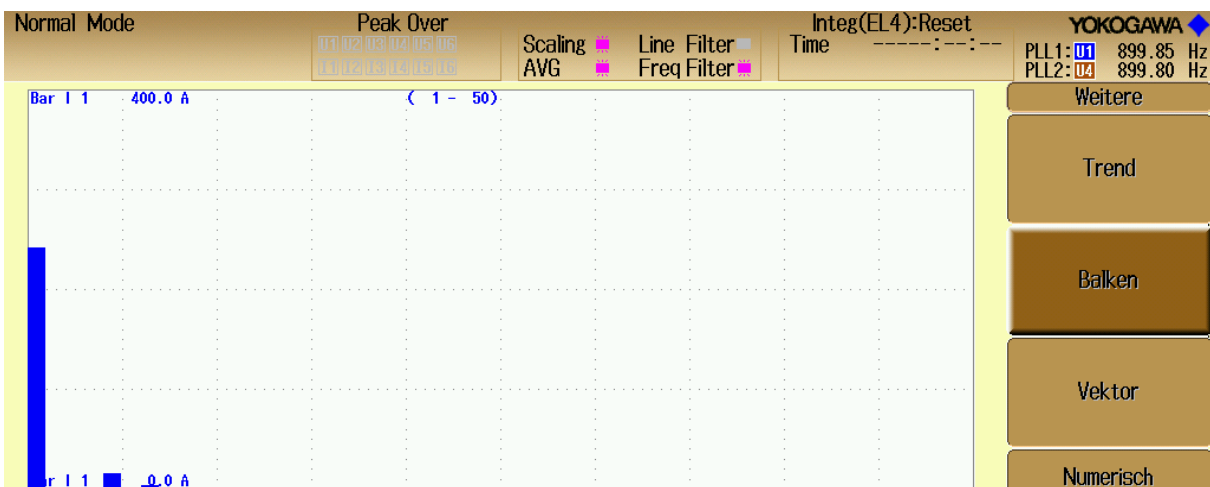 Normal Mode
Peak Over
U1 U2 U3 U4 U5 U6
I1 I2 I3 I4 I5 I6
Scaling Line Filter
AVG Freq Filter
Integ(EL4):Reset
Time -----:--:--
YOKOGAWA
PLL1: U1 899.85 Hz
PLL2: U4 899.80 Hz
Bar I 1 400.0 A ( 1 - 50)
Weitere
Trend
Balken
Vektor
Numerisch
Bar I 1 0.0 A